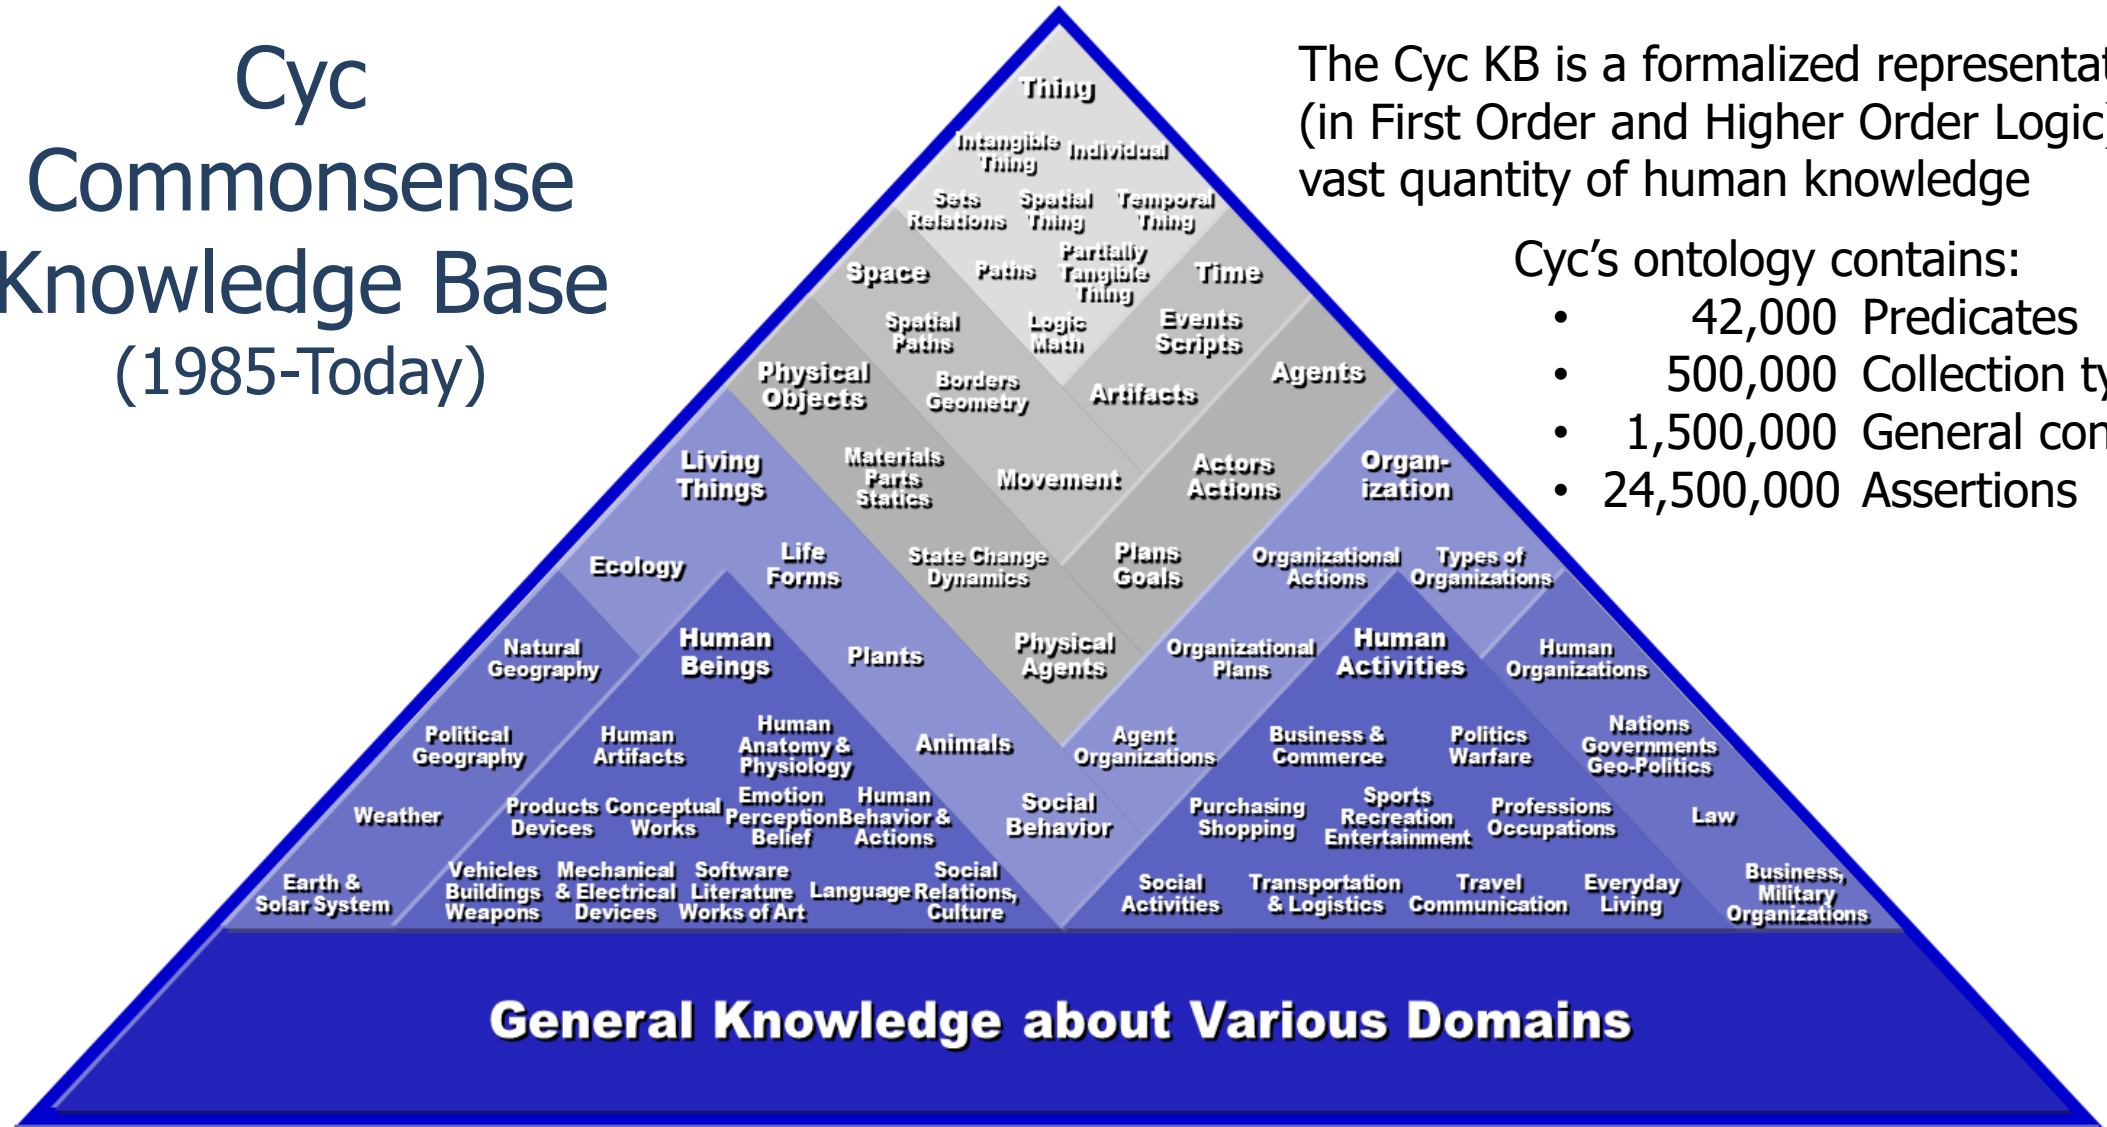 Cyc
Commonsense
Knowledge Base
(1985-Today)
The Cyc KB is a formalized
(in First Order and Higher Order Logic)
vast quantity of human knowledge
Cyc’s ontology contains:
• 42,000 Predicates
• 500,000 Collection
• 1,500,000 General
• 24,500,000 Assertions
Thing
Intangible
Thing
Individual
Sets
Relations
Spatial
Thing
Temporal
Thing
Space
Paths
Partially
Tangible
Thing
Time
Spatial
Paths
Logic
Math
Events
Scripts
Physical
Objects
Borders
Geometry
Artifacts
Agents
Living
Things
Materials
Parts
Statics
Movement
Actors
Actions
Organ-
ization
Ecology
Life
Forms
State Change
Dynamics
Plans
Goals
Organizational
Actions
Types of
Organizations
Natural
Geography
Human
Beings
Plants
Physical
Agents
Organizational
Plans
Human
Activities
Human
Organizations
Political
Geography
Human
Artifacts
Human
Anatomy &
Physiology
Animals
Agent
Organizations
Business &
Commerce
Politics
Warfare
Nations
Governments
Geo-Politics
Weather
Products
Devices
Conceptual
Works
Emotion
Perception
Belief
Human
Behavior &
Actions
Social
Behavior
Purchasing
Shopping
Sports
Recreation
Entertainment
Professions
Occupations
Law
Earth &
Solar System
Vehicles
Buildings
Weapons
Mechanical
& Electrical
Devices
Software
Literature
Works of Art
Language
Social
Relations,
Culture
Social
Activities
Transportation
& Logistics
Travel
Communication
Everyday
Living
Business,
Military
Organizations
General Knowledge about Various Domains